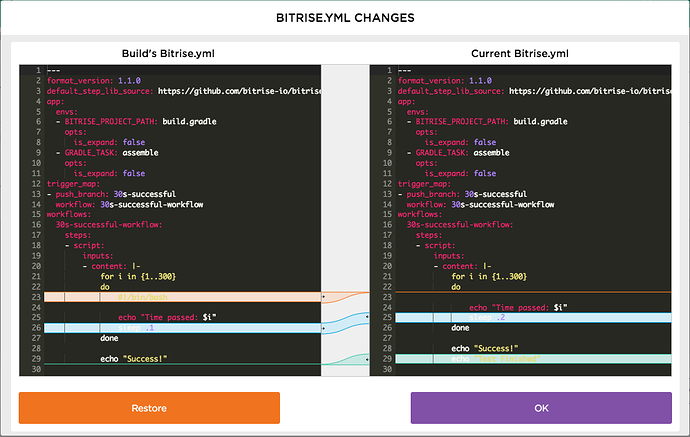 BITRISE.YML CHANGES
Build's Bitrise.yml
1 ---
2 format_version: 1.1.0
3 default_step_lib_source: https://github.com/bitrise-io/bitrise
4 app:
5 envs:
6 - BITRISE_PROJECT_PATH: build.gradle
7 opts:
8 is_expand: false
9 - GRADLE_TASK: assemble
10 opts:
11 is_expand: false
12 trigger_map:
13 - push_branch: 30s-successful
14 workflow: 30s-successful-workflow
15 workflows:
16 30s-successful-workflow:
17 steps:
18 - script:
19 inputs:
20 - content: |-
21 for i in {1..300}
22 do
23 #!/bin/bash
24
25 echo "Time passed: $i"
26 sleep .1
27 done
28
29 echo "Success!"
30
Current Bitrise.yml
1 ---
2 format_version: 1.1.0
3 default_step_lib_source: https://github.com/bitrise-io/bitrise
4 app:
5 envs:
6 - BITRISE_PROJECT_PATH: build.gradle
7 opts:
8 is_expand: false
9 - GRADLE_TASK: assemble
10 opts:
11 is_expand: false
12 trigger_map:
13 - push_branch: 30s-successful
14 workflow: 30s-successful-workflow
15 workflows:
16 30s-successful-workflow:
17 steps:
18 - script:
19 inputs:
20 - content: |-
21 for i in {1..300}
22 do
23
24 echo "Time passed: $i"
25 sleep .2
26 done
27
28 echo "Success!"
29 echo
30
Restore
OK